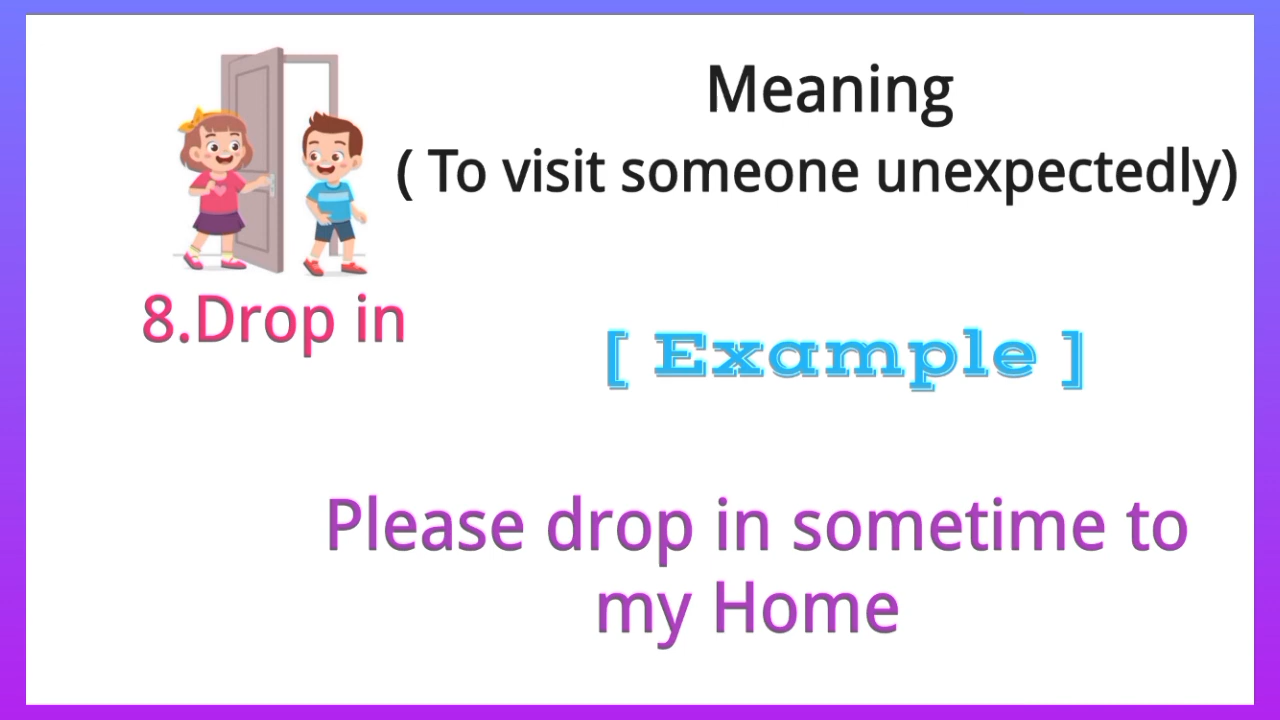 Meaning
( To visit someone unexpectedly)
8.Drop in
[ Example ]
Please drop in sometime to
my Home